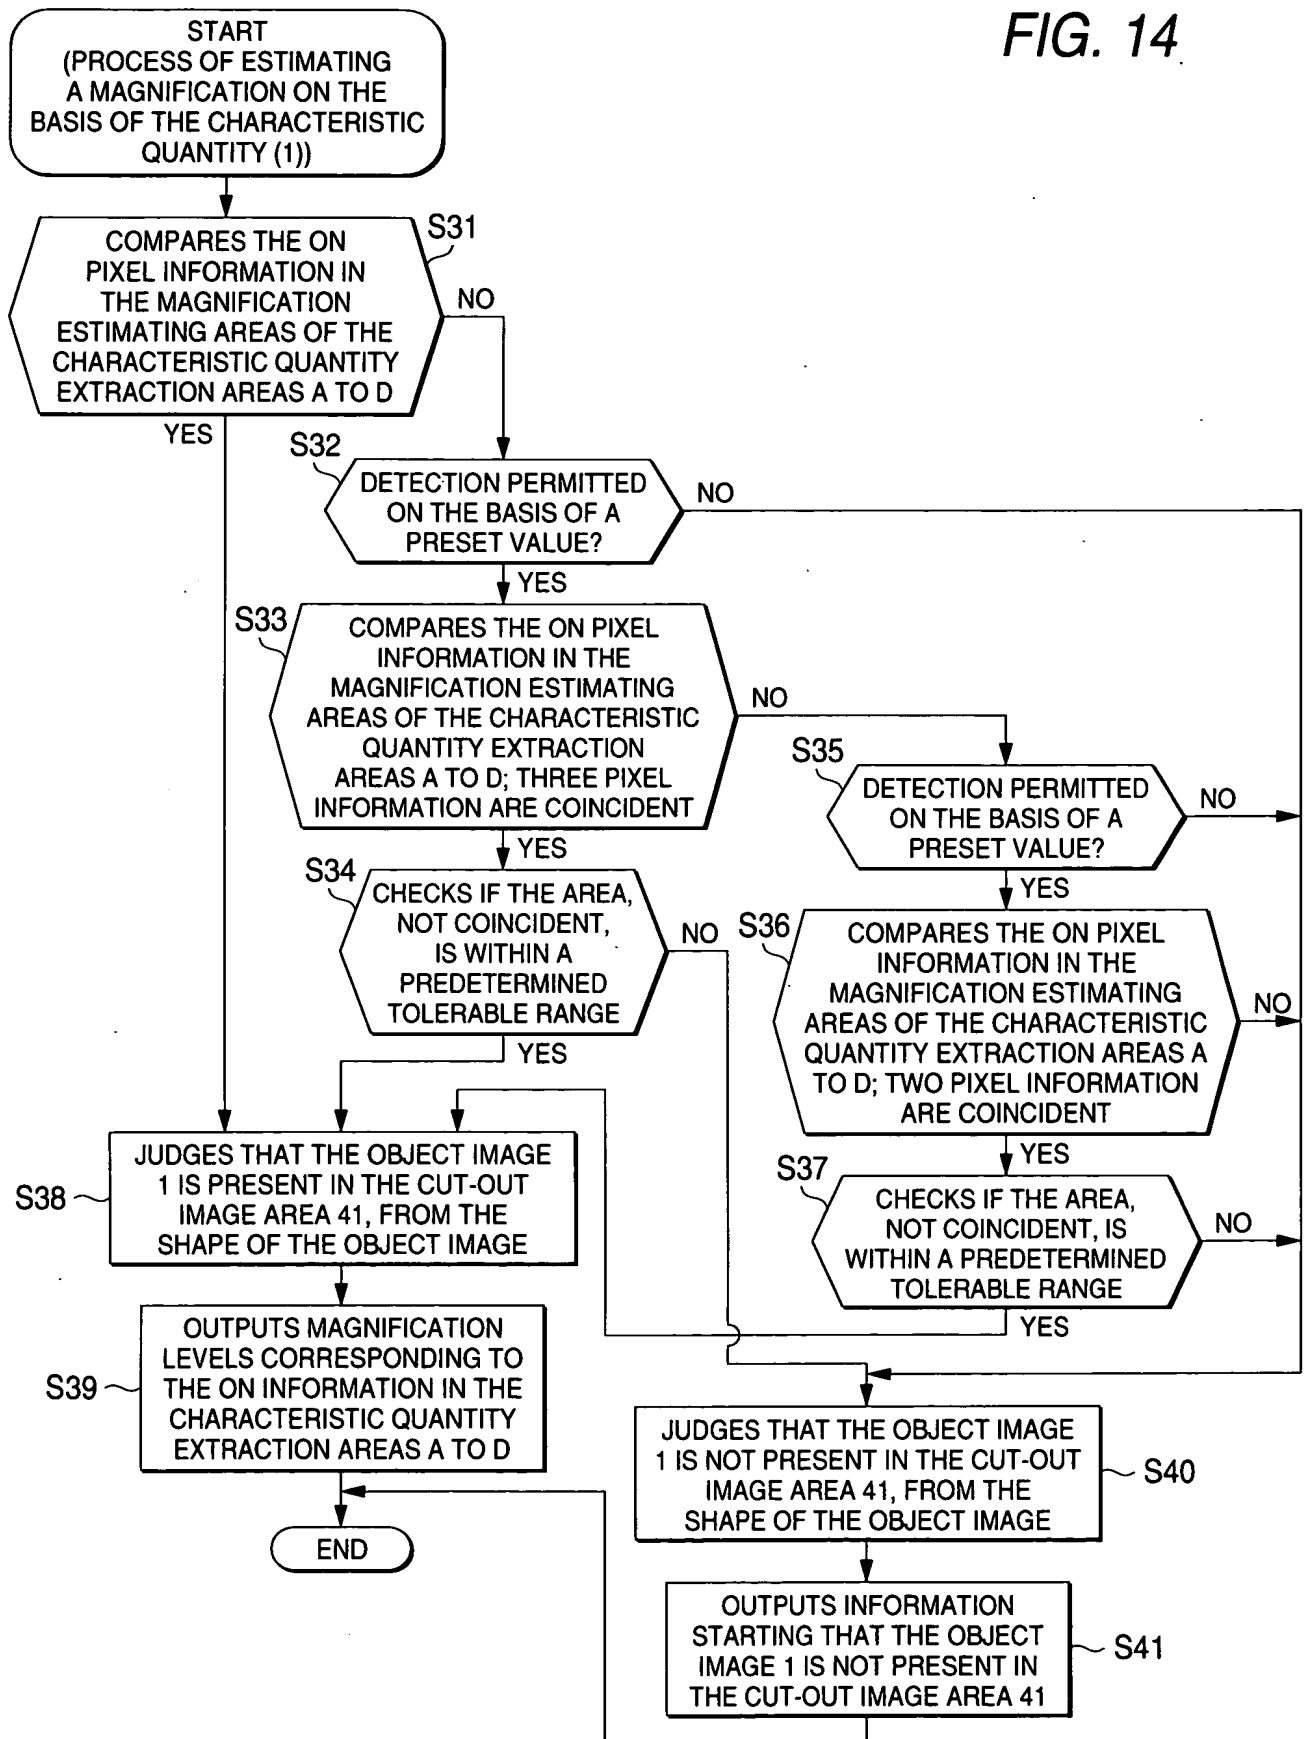 FIG. 14
START
(PROCESS OF ESTIMATING
A MAGNIFICATION ON THE
BASIS OF THE CHARACTERISTIC
QUANTITY (1))
S31
COMPARES THE ON
PIXEL INFORMATION IN
THE MAGNIFICATION
ESTIMATING AREAS OF THE
CHARACTERISTIC QUANTITY
EXTRACTION AREAS A TO D
NO
YES
S32
DETECTION PERMITTED
ON THE BASIS OF A
PRESET VALUE?
NO
YES
S33
COMPARES THE ON PIXEL
INFORMATION IN THE
MAGNIFICATION ESTIMATING
AREAS OF THE CHARACTERISTIC
QUANTITY EXTRACTION
AREAS A TO D; THREE PIXEL
INFORMATION ARE COINCIDENT
NO
YES
S35
DETECTION PERMITTED
ON THE BASIS OF A
PRESET VALUE?
NO
YES
S34
CHECKS IF THE AREA,
NOT COINCIDENT,
IS WITHIN A
PREDETERMINED
TOLERABLE RANGE
NO
YES
S36
COMPARES THE ON PIXEL
INFORMATION IN THE
MAGNIFICATION ESTIMATING
AREAS OF THE CHARACTERISTIC
QUANTITY EXTRACTION AREAS A
TO D; TWO PIXEL INFORMATION
ARE COINCIDENT
NO
YES
S37
CHECKS IF THE AREA,
NOT COINCIDENT, IS
WITHIN A PREDETERMINED
TOLERABLE RANGE
NO
YES
S38
JUDGES THAT THE OBJECT IMAGE
1 IS PRESENT IN THE CUT-OUT
IMAGE AREA 41, FROM THE
SHAPE OF THE OBJECT IMAGE
S39
OUTPUTS MAGNIFICATION
LEVELS CORRESPONDING TO
THE ON INFORMATION IN THE
CHARACTERISTIC QUANTITY
EXTRACTION AREAS A TO D
END
S40
JUDGES THAT THE OBJECT IMAGE
1 IS NOT PRESENT IN THE CUT-OUT
IMAGE AREA 41, FROM THE
SHAPE OF THE OBJECT IMAGE
S41
OUTPUTS INFORMATION
STARTING THAT THE OBJECT
IMAGE 1 IS NOT PRESENT IN
THE CUT-OUT IMAGE AREA 41